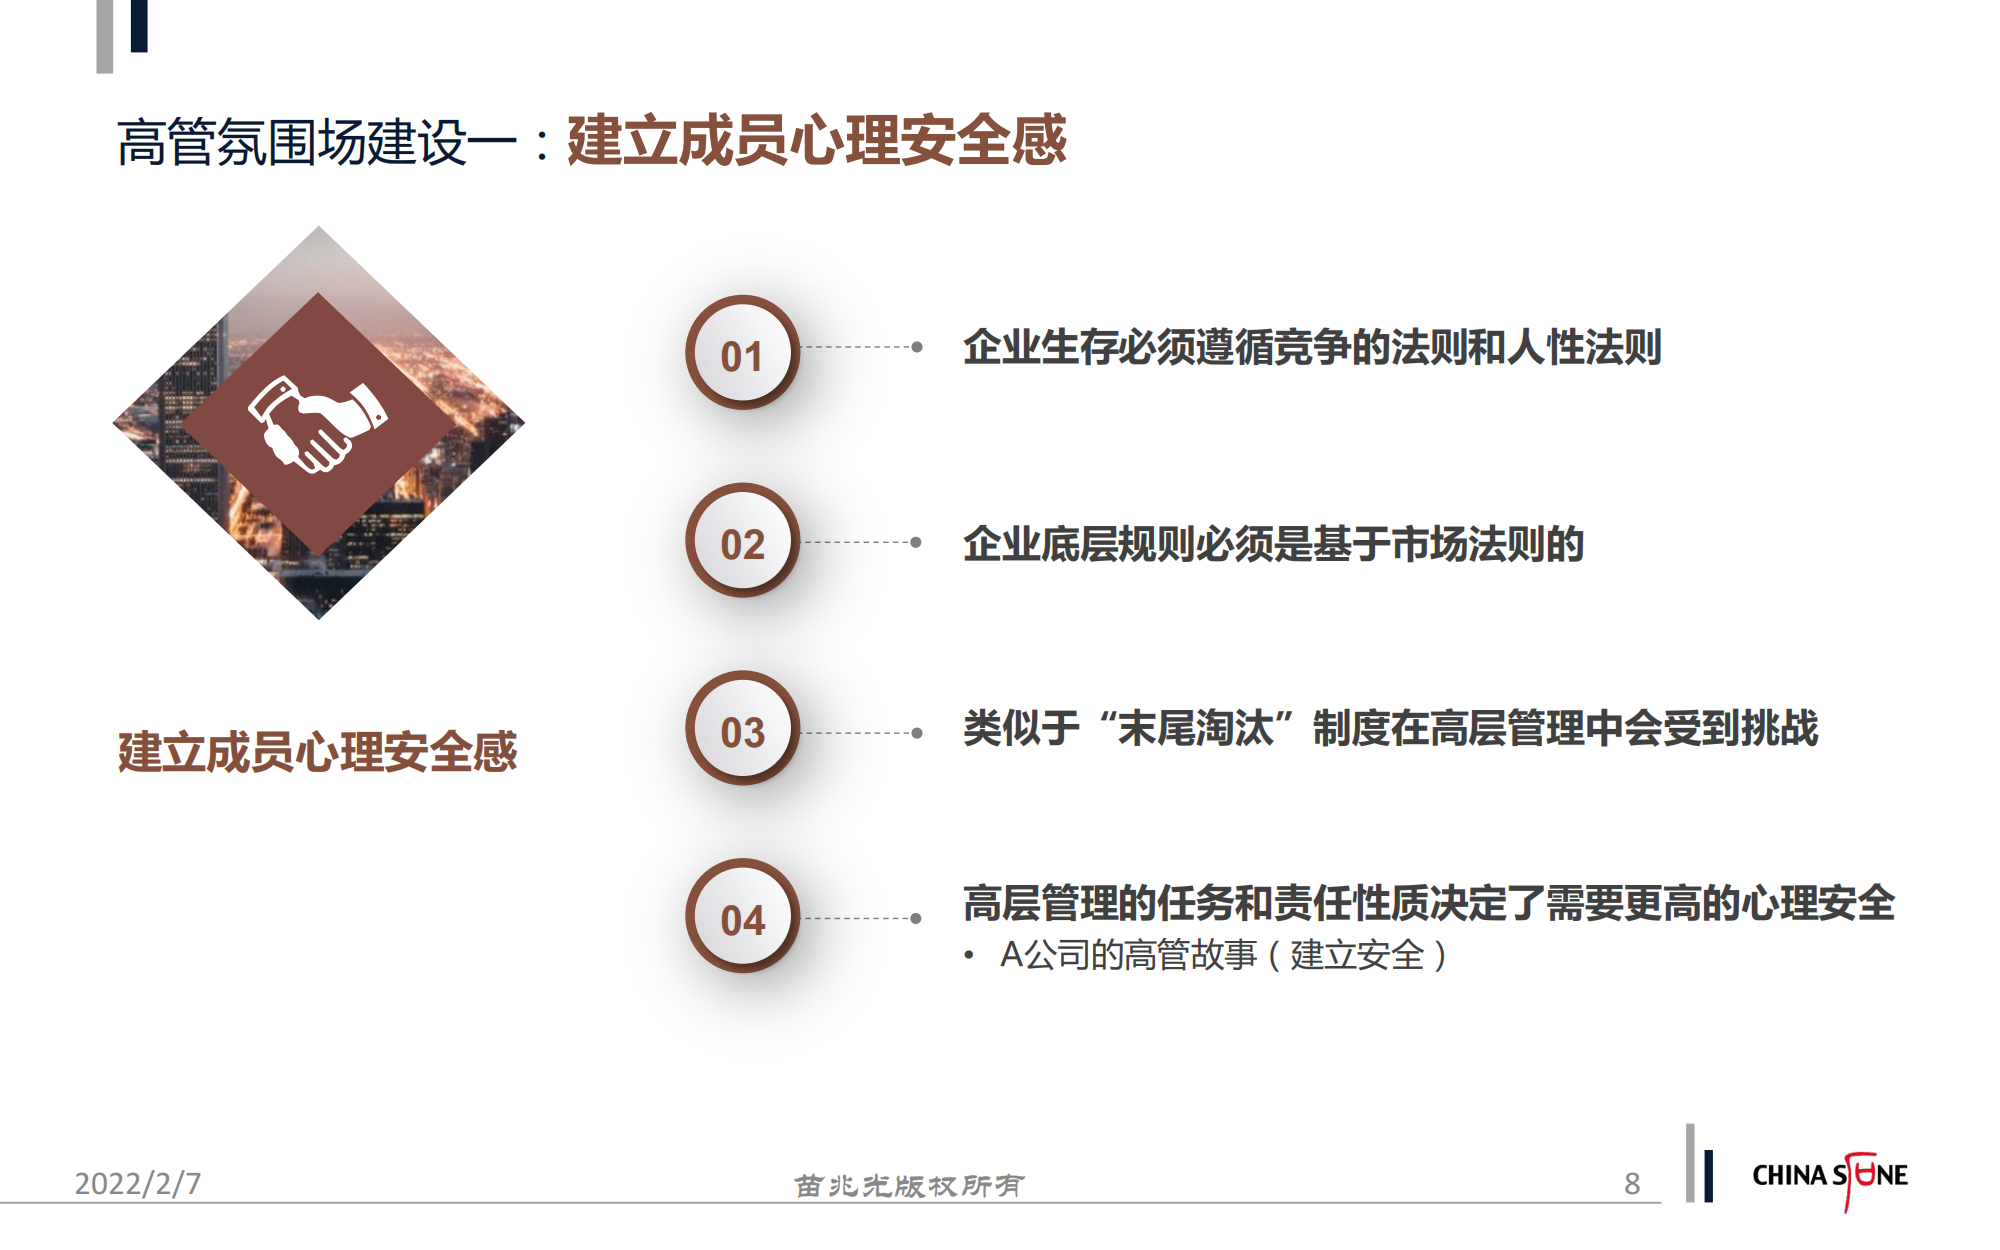 高管氛围场建设一：建立成员心理安全感
建立成员心理安全感
01
企业生存必须遵循竞争的法则和人性法则
02
企业底层规则必须是基于市场法则的
03
类似于“末尾淘汰”制度在高层管理中会受到挑战
04
高层管理的任务和责任性质决定了需要更高的心理安全
• A公司的高管故事（建立安全）
2022/2/7
苗兆光版权所有
8
CHINA STONE